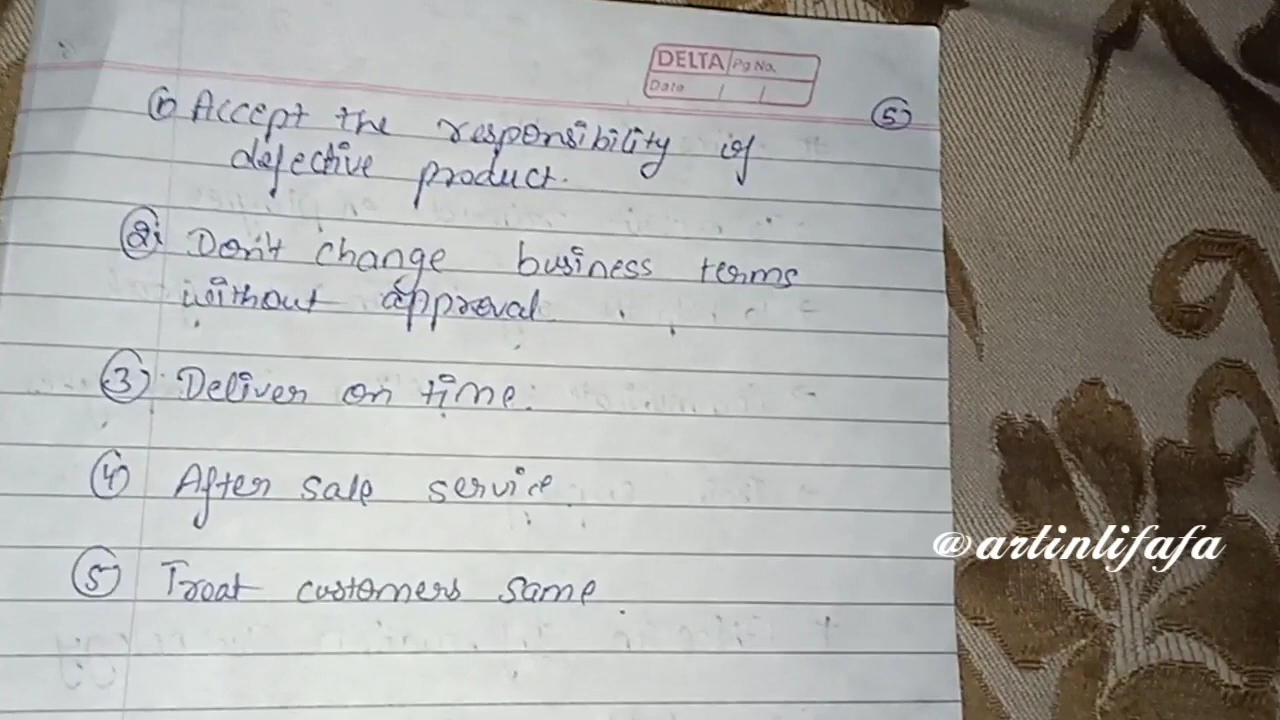 DELTA Pg No.
Date / /
5
① Accept the responsibility of
defective product.
② Don't change business terms
without approval
③ Deliver on time.
④ After sale service
⑤ Treat customers same.
@artinlifafa